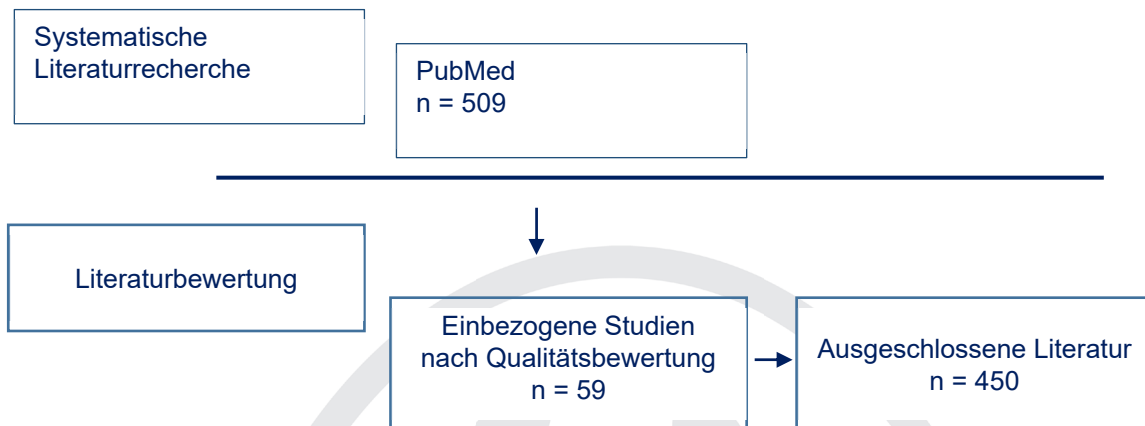 Systematische
Literaturrecherche
PubMed
n = 509
Literaturbewertung
Einbezogene Studien
nach Qualitätsbewertung
n = 59
Ausgeschlossene Literatur
n = 450